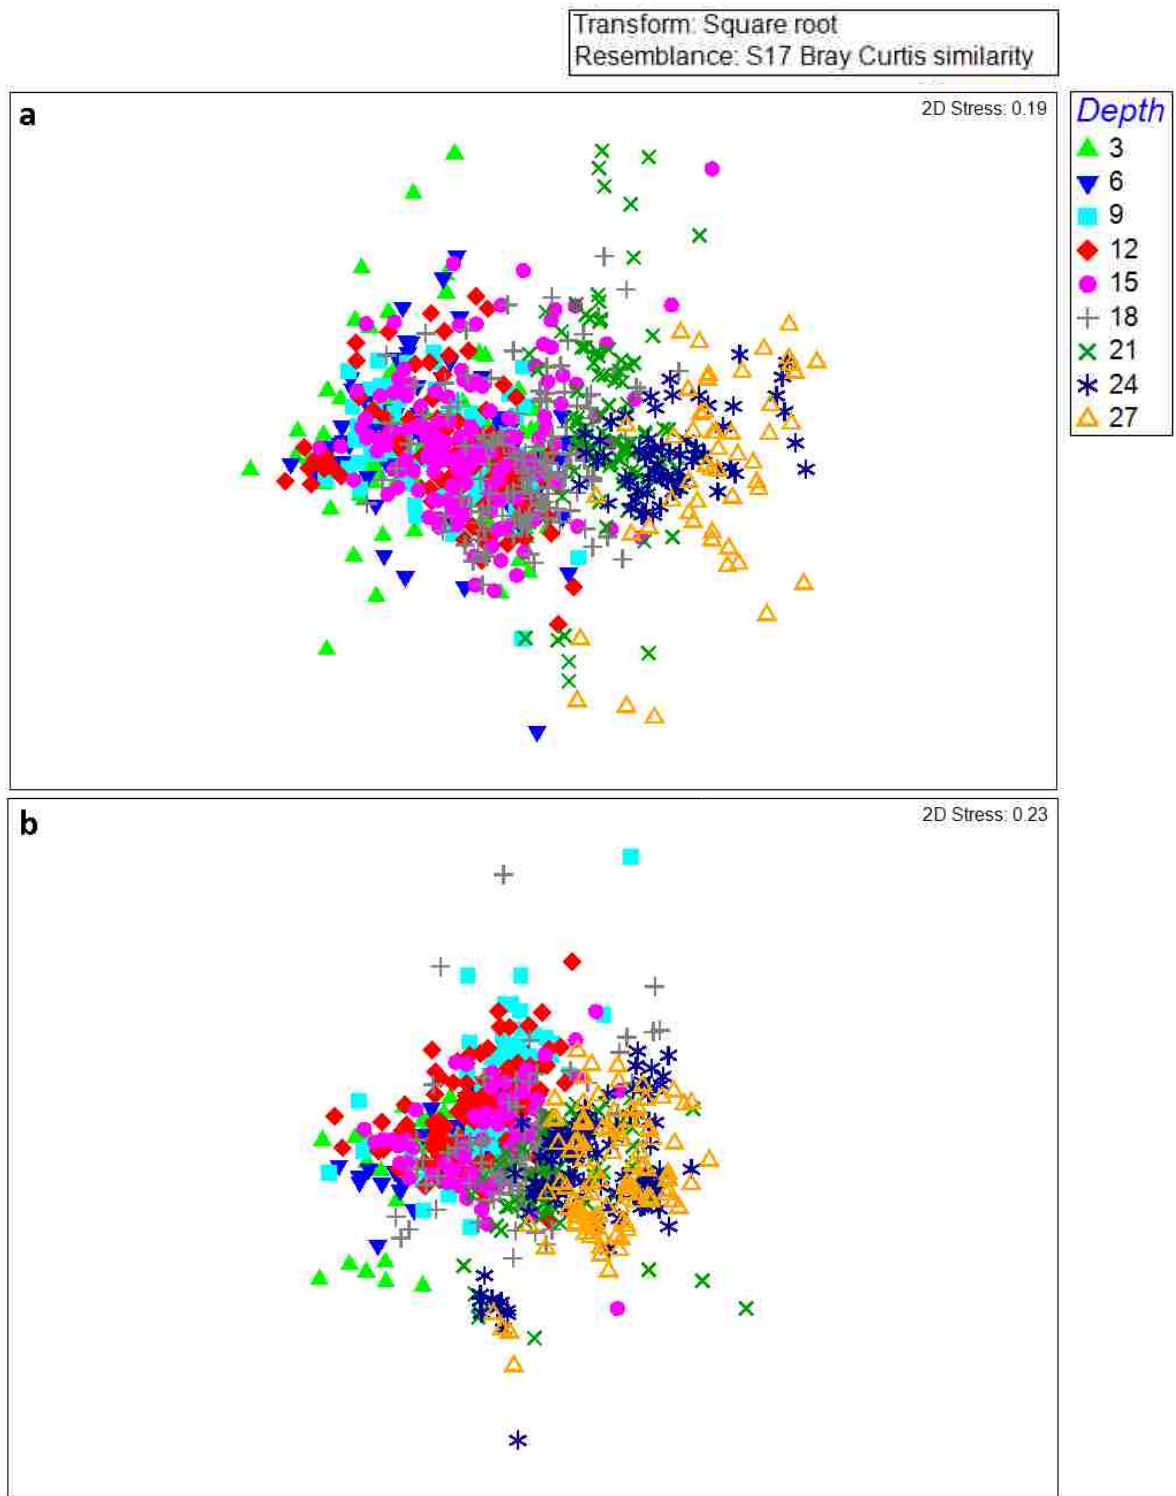 Transform: Square root
Resemblance: S17 Bray Curtis similarity
a
2D Stress: 0.19
Depth
3
6
9
12
15
18
21
24
27
b
2D Stress: 0.23